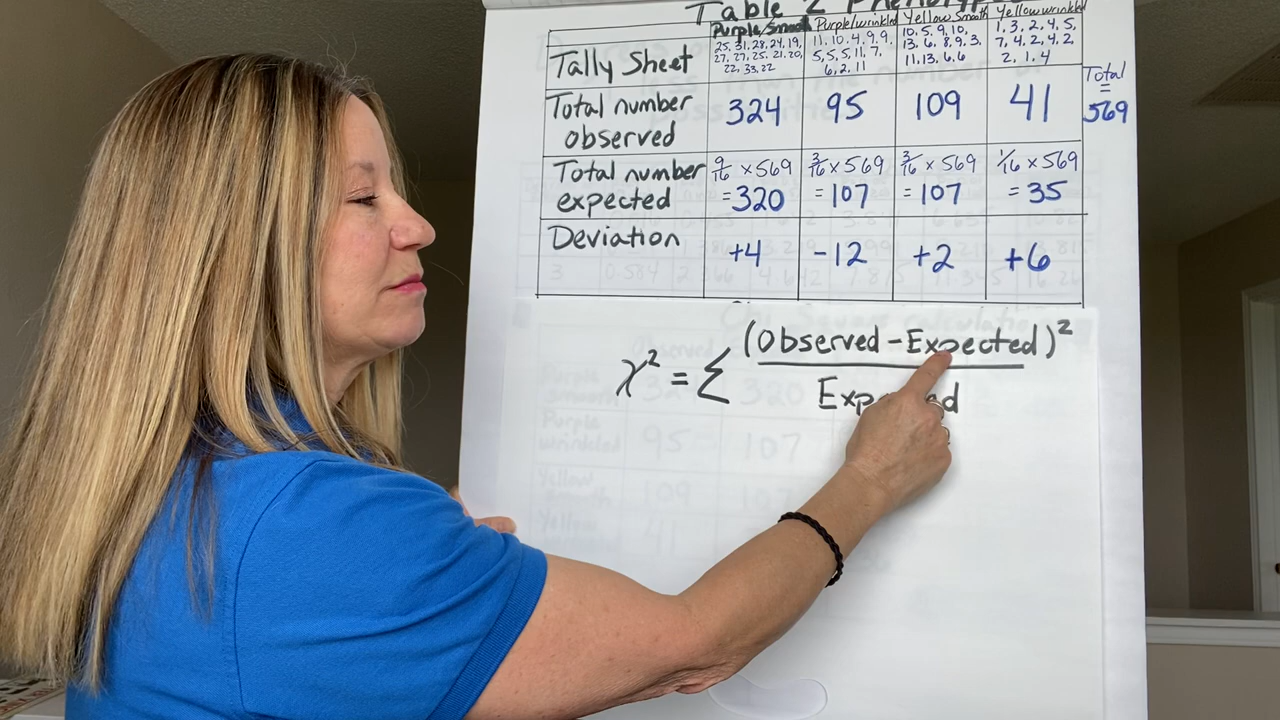 Table 2 Phenotypes
Purple/Smooth Purple/wrinkled Yellow Smooth Yellow wrinkled
Tally Sheet
25, 31, 28, 24, 19,
27, 27, 25, 21, 20,
22, 33, 22
11, 10, 4, 9, 9,
5, 5, 5, 11, 7,
6, 2, 11
10, 5, 9, 10,
13, 6, 8, 9, 3,
11, 13, 6, 6
1, 3, 2, 4, 5,
7, 4, 2, 4, 2,
2, 1, 4
Total
=
569
Total number
observed
324 95 109 41
Total number
expected
9/16 × 569
= 320
3/16 × 569
= 107
3/16 × 569
= 107
1/16 × 569
= 35
Deviation
+4 -12 +2 +6
χ² = Σ (Observed - Expected)²
Expected